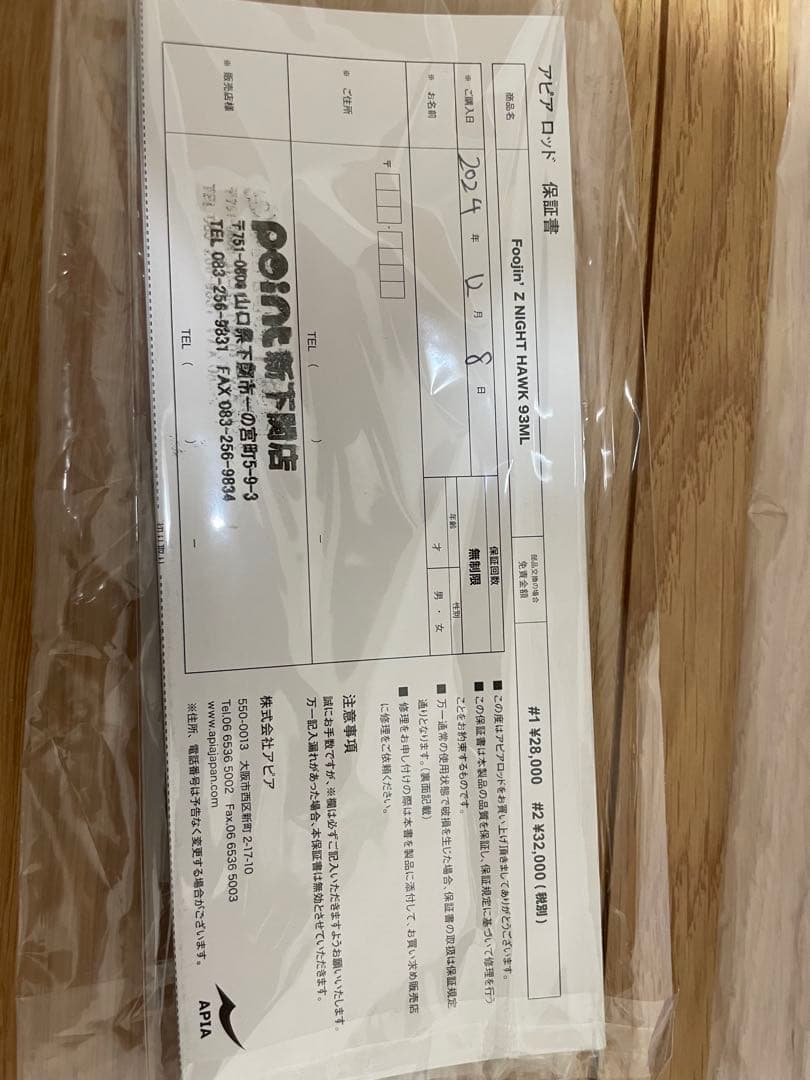 アピア ロッド 保証書
商品名
Foojin' Z NIGHT HAWK 93ML
部品交換の場合
免責金額
#1 ¥28,000 #2 ¥32,000 (税別)
※ ご購入日
2024 年 12 月 8 日
保証回数
無制限
※ お名前
年齢
才
性別
男 ・ 女
※ ご住所
〒
TEL ( ) －
※ 販売店様
point 新下関店
山口県下関市一の宮町5-9-3
TEL 083-256-9831 FAX 083-256-9834
TEL ( ) －
■ この度はアピアロッドをお買い上げ頂きましてありがとうございます。
■ この保証書は本製品の品質を保証し、保証規定に基づいて修理を行う
ことをお約束するものです。
■ 万一通常の使用状態で破損を生じた場合、保証書の取扱は保証規定
通りとなります。(裏面記載)
■ 修理をお申し付けの際は本書を製品に添付して、お買い求め販売店
に修理をご依頼ください。
注意事項
誠にお手数ですが、※欄は必ずご記入いただきますようお願いいたします。
万一記入漏れがあった場合、本保証書は無効とさせていただきます。
株式会社アピア
550-0013 大阪市西区新町 2-17-10
Tel.06 6536 5002 Fax.06 6536 5003
www.apiajapan.com
※住所、電話番号は予告なく変更する場合がございます。
APIA